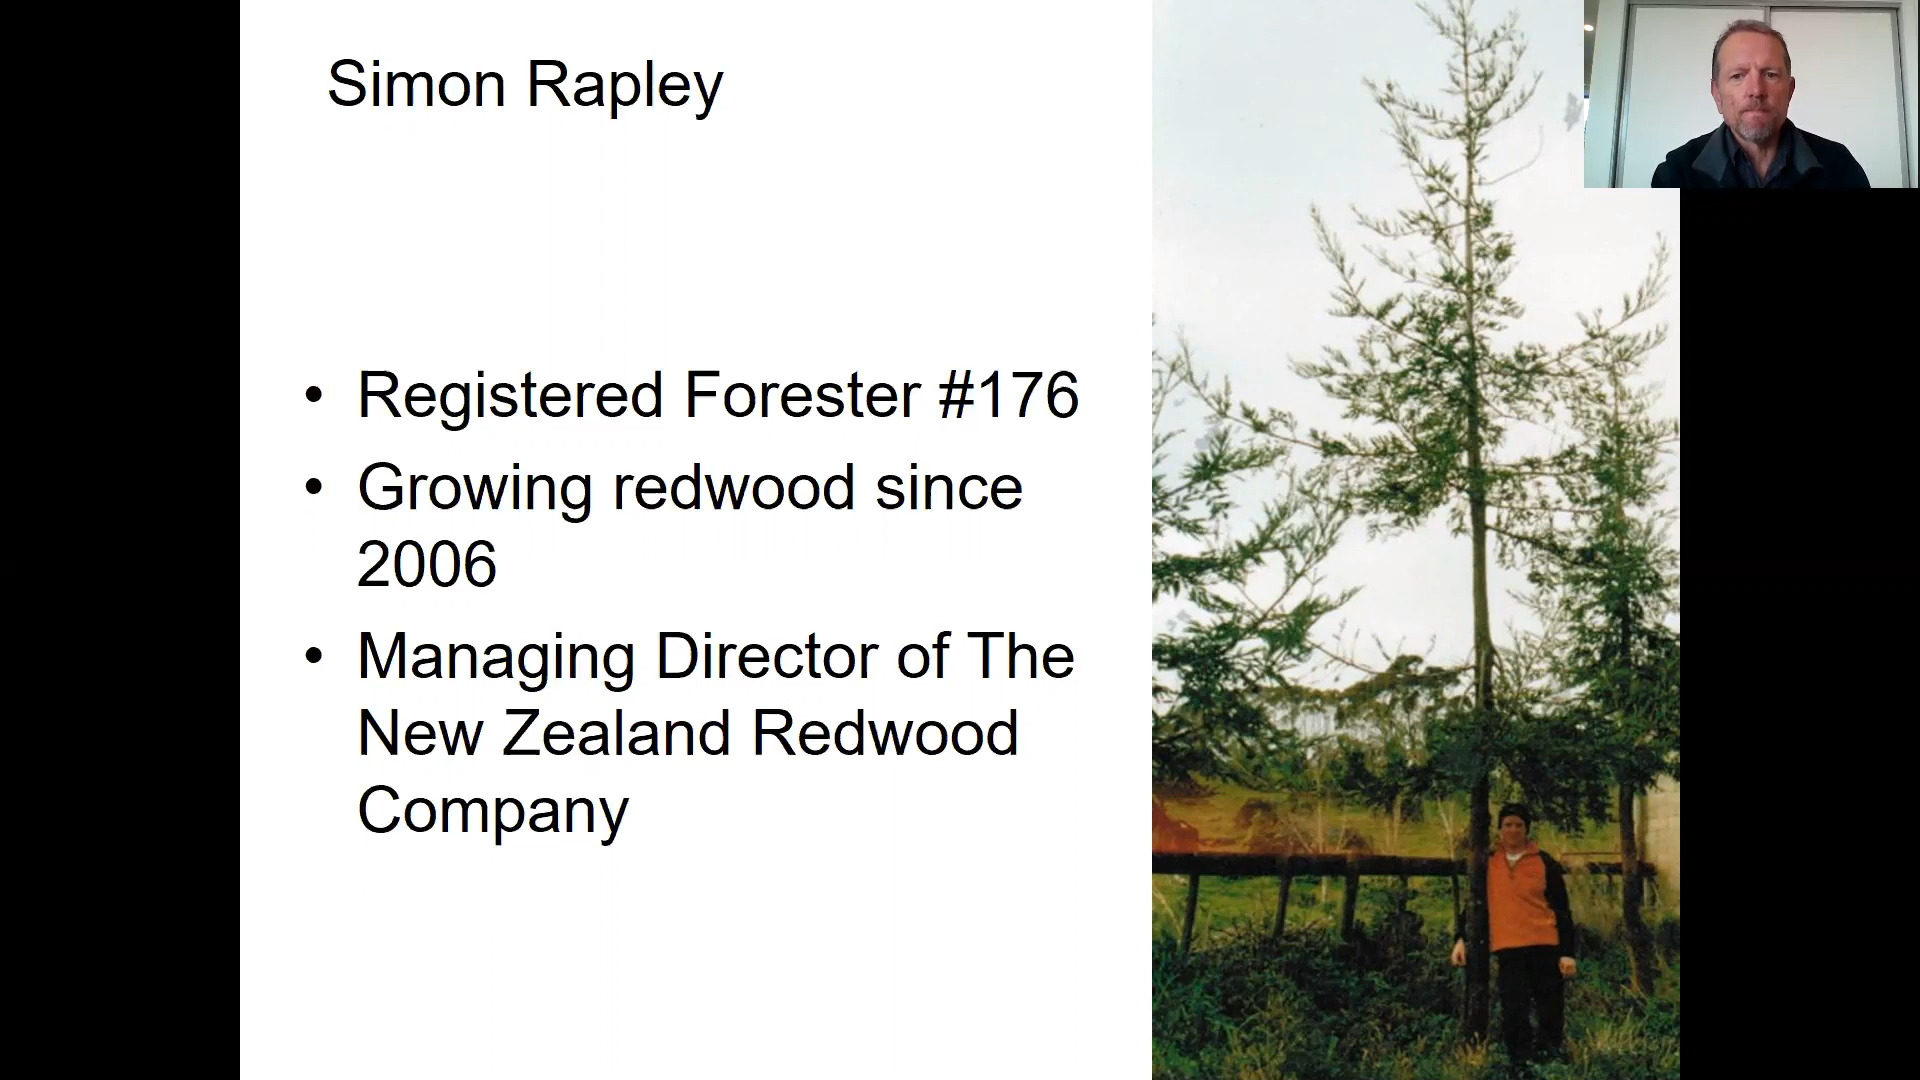 Simon Rapley
• Registered Forester #176
• Growing redwood since
2006
• Managing Director of The
New Zealand Redwood
Company